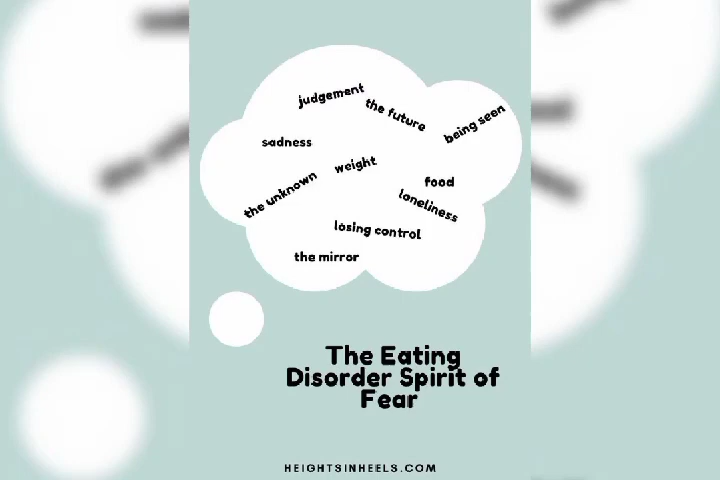 judgement
the future
being seen
sadness
weight
food
the unknown
loneliness
losing control
the mirror
The Eating
Disorder Spirit of
Fear
HEIGHTSINHEELS.COM